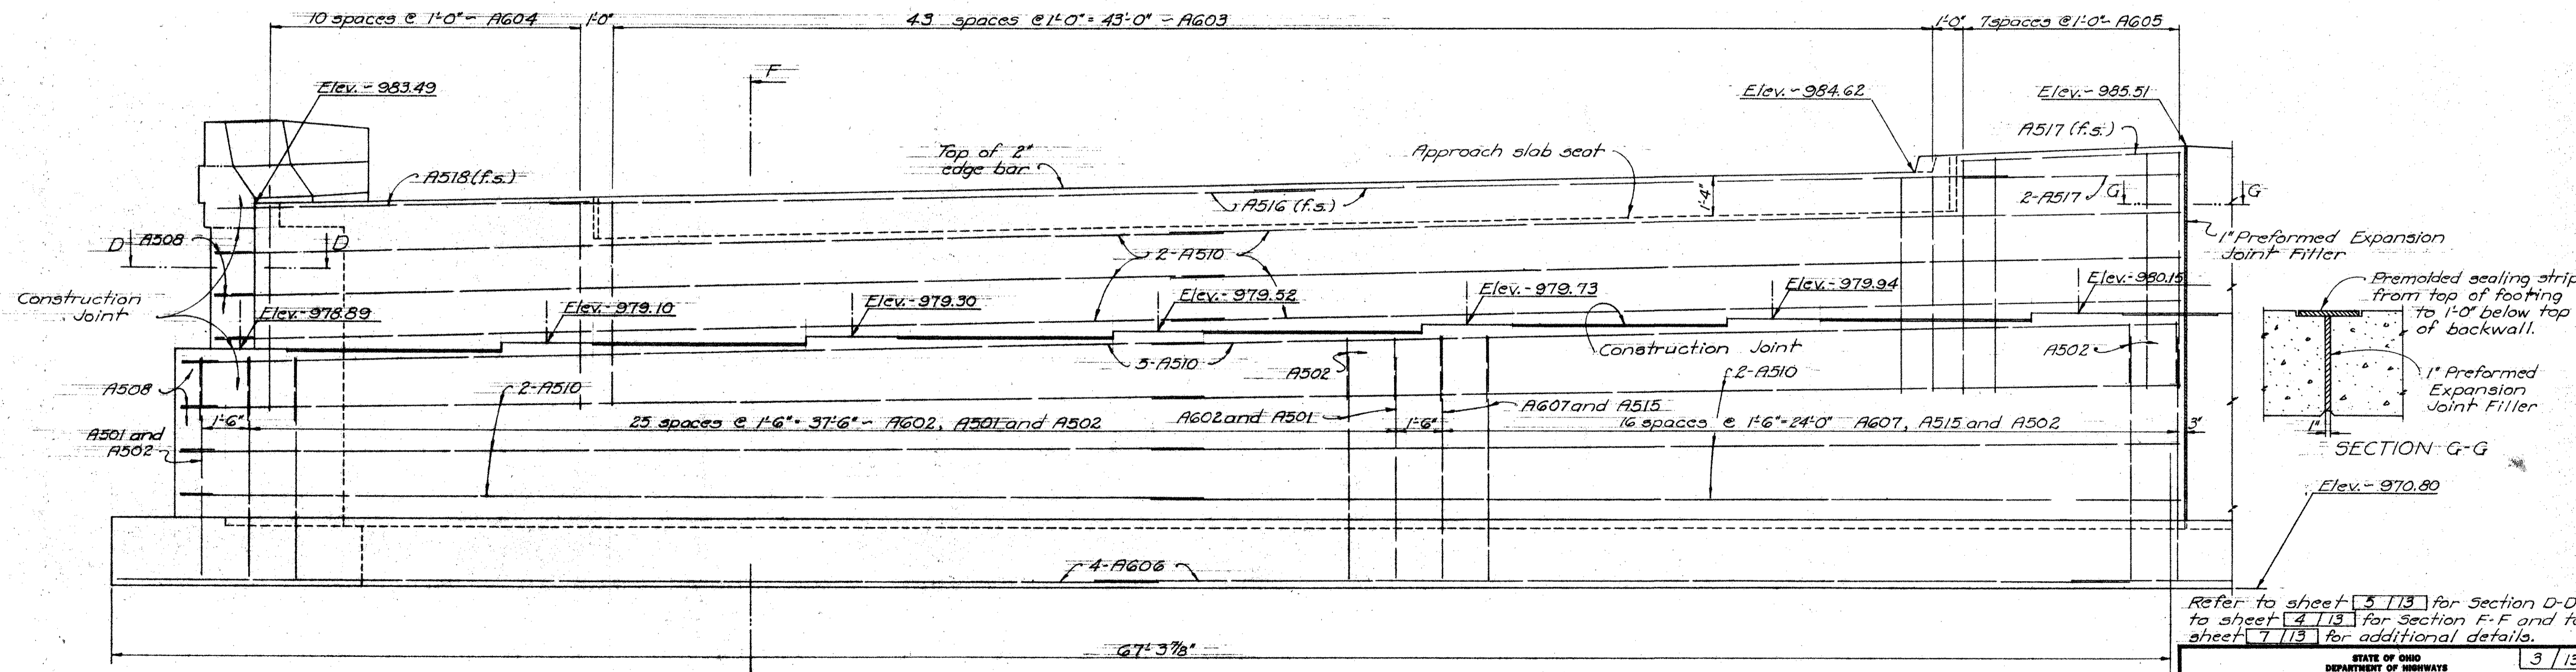 10 spaces @ 1'-0" - A604
1'-0"
43 spaces @ 1'-0" = 43'-0" - A603
1'-0"
7 spaces @ 1'-0" - A605
F
Elev. - 983.49
Elev. - 984.62
Elev. - 985.51
A517 (f.s.)
Top of 2"
edge bar
Approach slab seat
A518 (f.s.)
A516 (f.s.)
1'-4"
2-A517
G
G
D
A508
D
2-A510
1" Preformed Expansion
Joint Filler
Construction
Joint
Elev. - 978.89
Elev. - 979.10
Elev. - 979.30
Elev. - 979.52
Elev. - 979.73
Elev. - 979.94
Elev. - 980.15
Premolded sealing strip
from top of footing
to 1'-0" below top
of backwall.
Construction Joint
5-A510
A502
A502
A508
2-A510
2-A510
1" Preformed
Expansion
Joint Filler
1'-6"
25 spaces @ 1'-6" = 37'-6" - A602, A501 and A502
A602 and A501
1'-6"
A607 and A515
16 spaces @ 1'-6" = 24'-0" A607, A515 and A502
3"
1"
A501 and
A502
SECTION G-G
Elev. - 970.80
4-A606
Refer to sheet 5/13 for Section D-D
to sheet 4/13 for Section F-F and to
sheet 7/13 for additional details.
67'-3 7/8"
STATE OF OHIO
DEPARTMENT OF HIGHWAYS